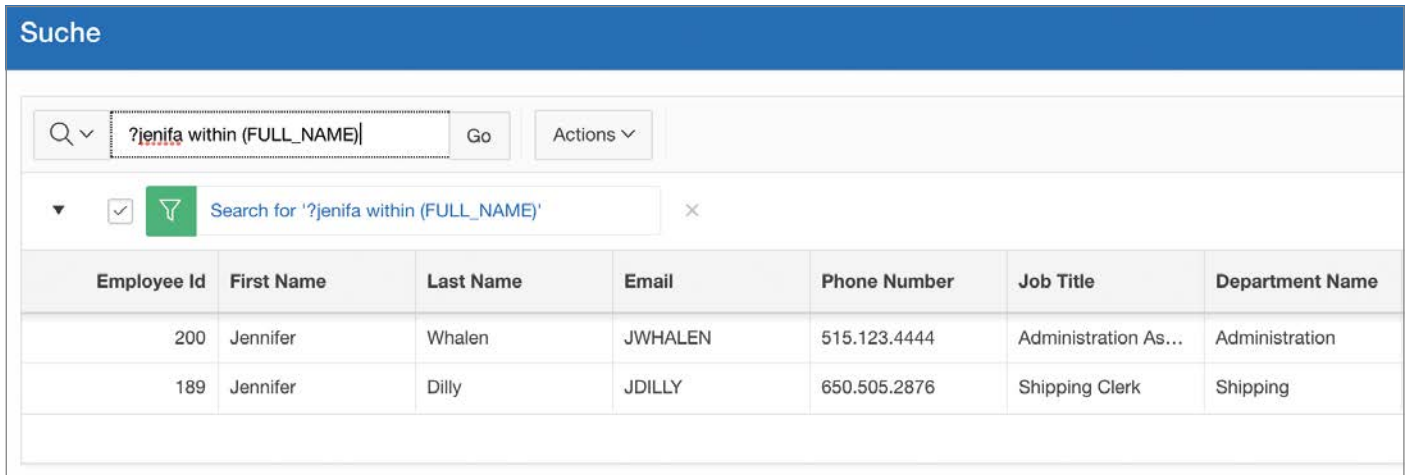 Suche
?jenifa within (FULL_NAME) Go Actions
Search for '?jenifa within (FULL_NAME)'
Employee Id First Name Last Name Email Phone Number Job Title Department Name
200 Jennifer Whalen JWHALEN 515.123.4444 Administration As... Administration
189 Jennifer Dilly JDILLY 650.505.2876 Shipping Clerk Shipping